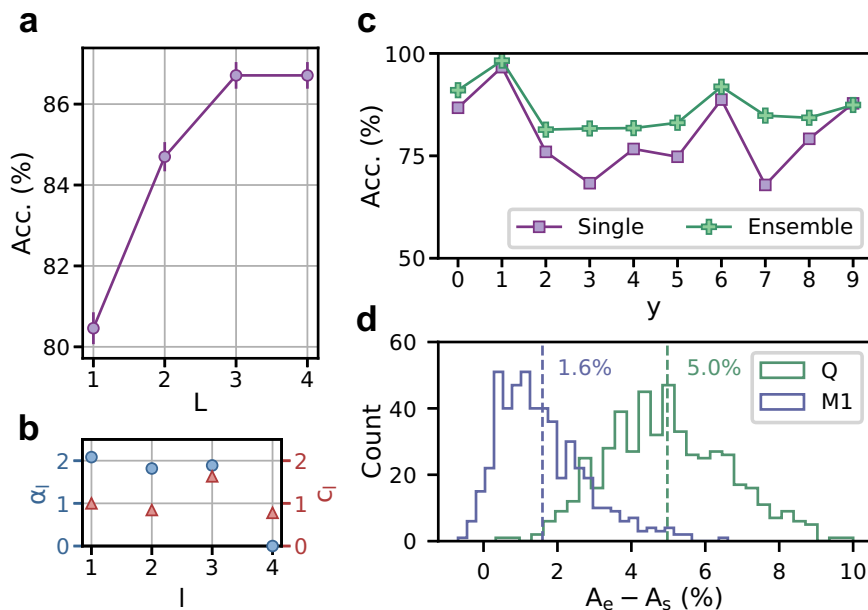 a
86
84
82
80
Acc. (%)
1 2 3 4
L
b
2
1
0
αl
2
1
0
cl
1 2 3 4
l
c
100
75
50
Acc. (%)
Single Ensemble
0 1 2 3 4 5 6 7 8 9
y
d
60
40
20
0
Count
1.6%
5.0%
Q
M1
0 2 4 6 8 10
Ae − As (%)